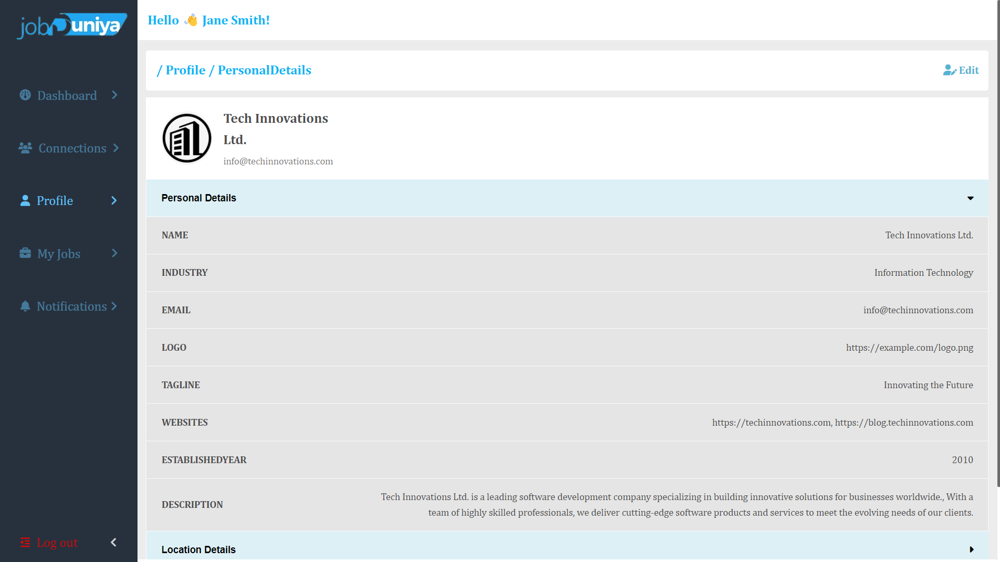 jobDuniya
Hello 👋 Jane Smith!
/ Profile / PersonalDetails
Edit
Dashboard
Connections
Profile
My Jobs
Notifications
Log out
Tech Innovations
Ltd.
info@techinnovations.com
Personal Details
NAME Tech Innovations Ltd.
INDUSTRY Information Technology
EMAIL info@techinnovations.com
LOGO https://example.com/logo.png
TAGLINE Innovating the Future
WEBSITES https://techinnovations.com, https://blog.techinnovations.com
ESTABLISHEDYEAR 2010
DESCRIPTION Tech Innovations Ltd. is a leading software development company specializing in building innovative solutions for businesses worldwide., With a
team of highly skilled professionals, we deliver cutting-edge software products and services to meet the evolving needs of our clients.
Location Details